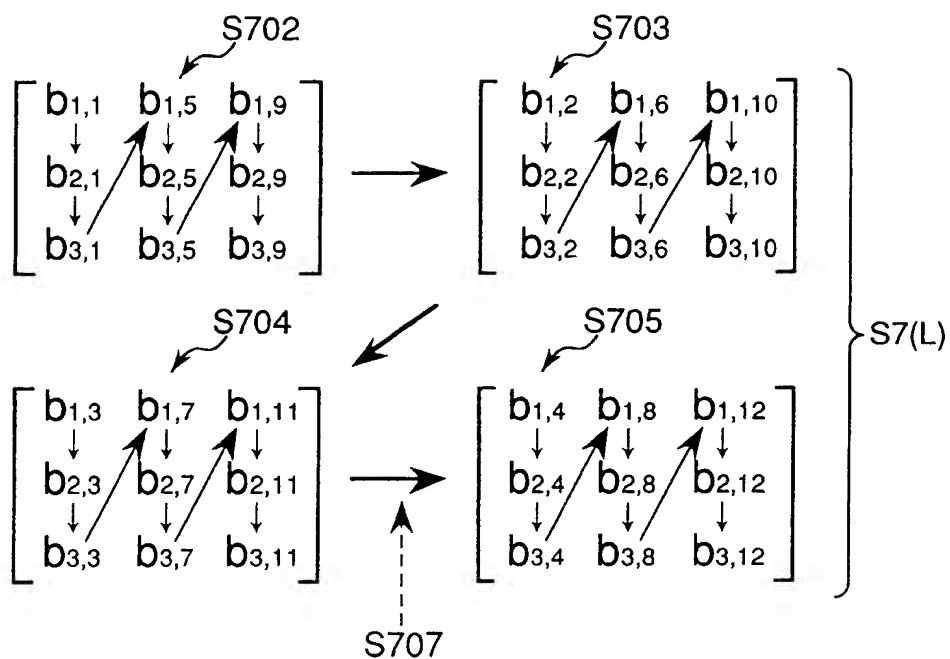 S702 S703
b1,1 b1,5 b1,9 b1,2 b1,6 b1,10
b2,1 b2,5 b2,9 b2,2 b2,6 b2,10
b3,1 b3,5 b3,9 b3,2 b3,6 b3,10
S704 S705
S7(L)
b1,3 b1,7 b1,11 b1,4 b1,8 b1,12
b2,3 b2,7 b2,11 b2,4 b2,8 b2,12
b3,3 b3,7 b3,11 b3,4 b3,8 b3,12
S707